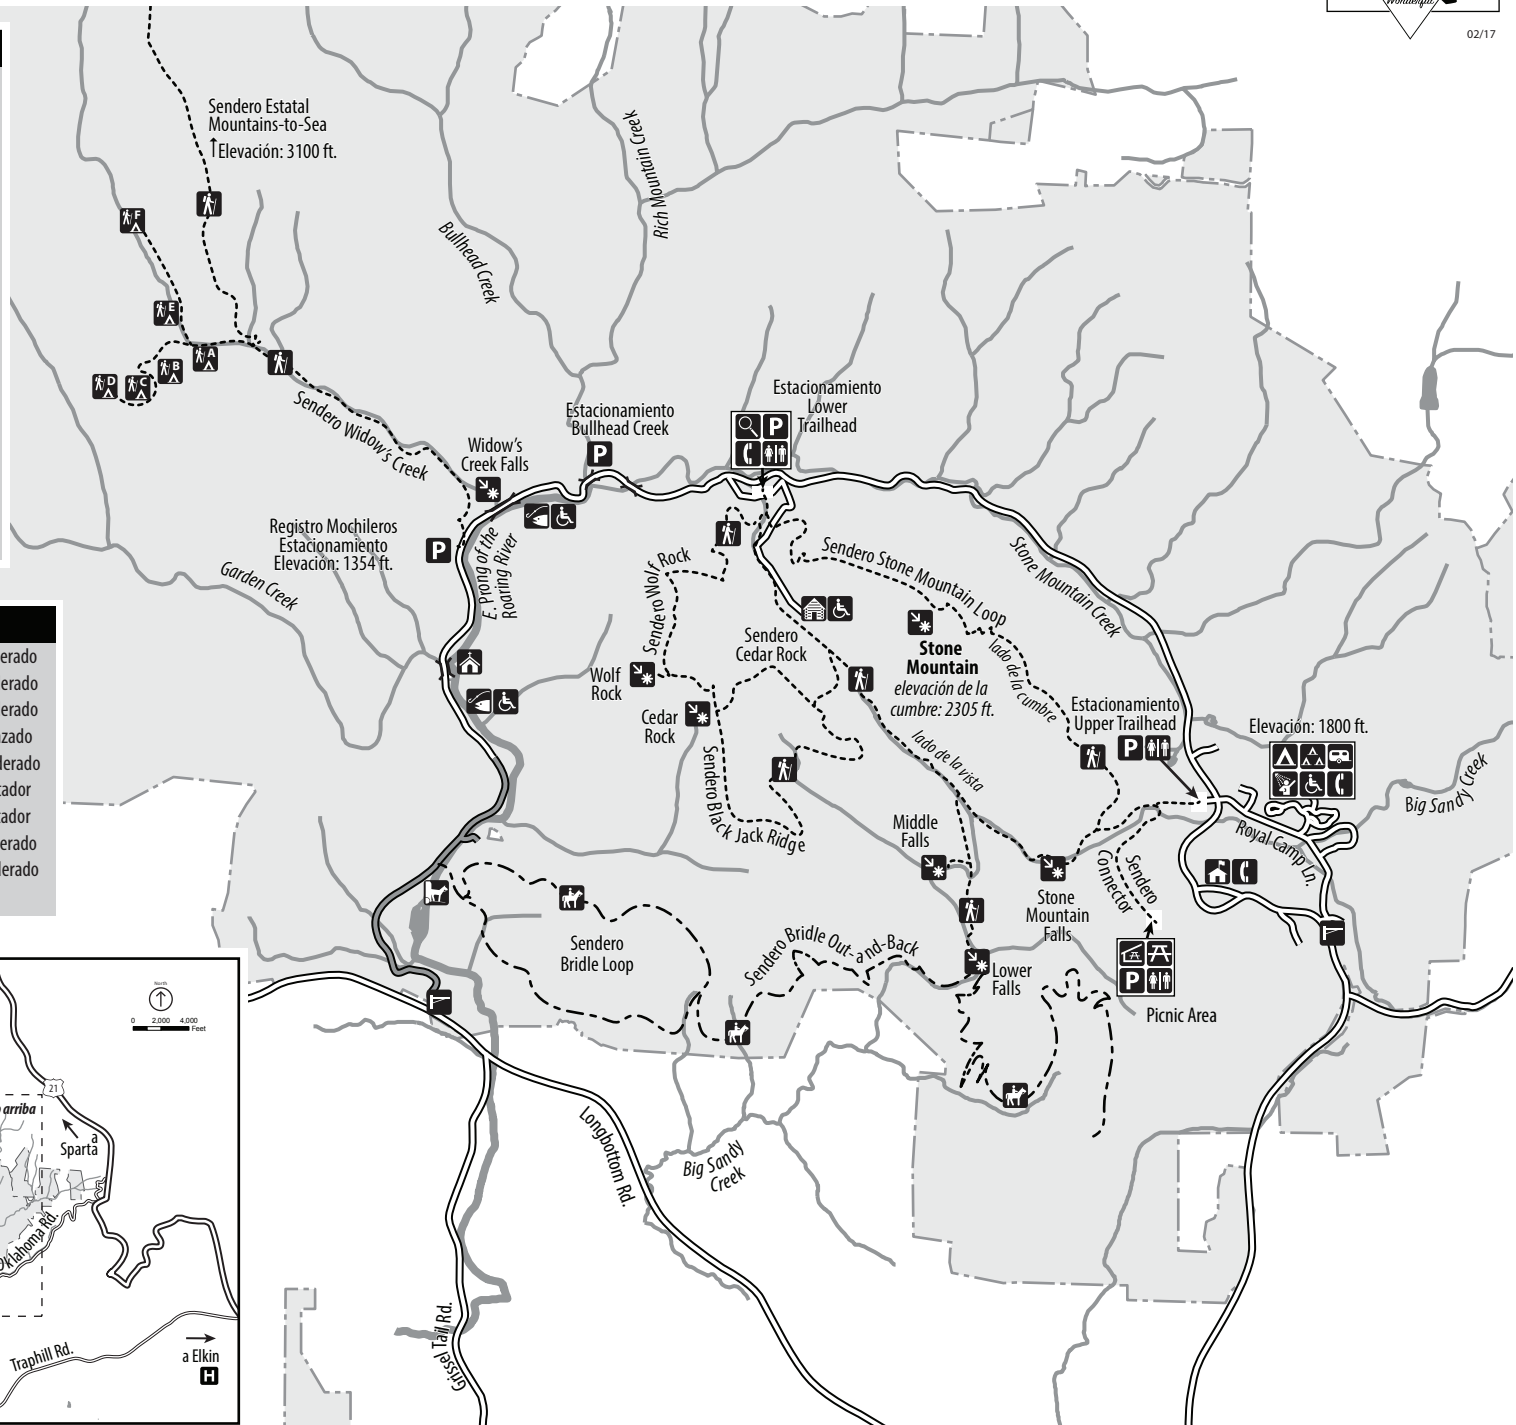 Wonderful
02/17
Sendero Estatal
Mountains-to-Sea
↑Elevación: 3100 ft.
Rich Mountain Creek
Bullhead Creek
F
E
A
B
C
D
Sendero Widow's Creek
Widow's
Creek Falls
Estacionamiento
Bullhead Creek
P
Estacionamiento
Lower
Trailhead
P
Registro Mochileros
Estacionamiento
Elevación: 1354 ft.
P
Garden Creek
E. Prong of the
Roaring River
Sendero Wolf Rock
Sendero Stone Mountain Loop
Stone Mountain Creek
Sendero
Cedar Rock
Stone
Mountain
elevación de la
cumbre: 2305 ft.
lado de la cumbre
lado de la vista
Wolf
Rock
Cedar
Rock
Sendero Black Jack Ridge
Estacionamiento
Upper Trailhead
P
Elevación: 1800 ft.
Big Sandy Creek
Royal Camp Ln.
Middle
Falls
Stone
Mountain
Falls
Sendero
Connector
Sendero
Bridle Loop
Sendero Bridle Out-and-Back
Lower
Falls
P
Picnic Area
Longbottom Rd.
Big Sandy
Creek
Grissel Tail Rd.
erado
erado
erado
nzado
derado
tador
tador
erado
derado
North
0 2,000 4,000
Feet
21
arriba
a
Sparta
Oklahoma Rd.
Traphill Rd.
a Elkin
H